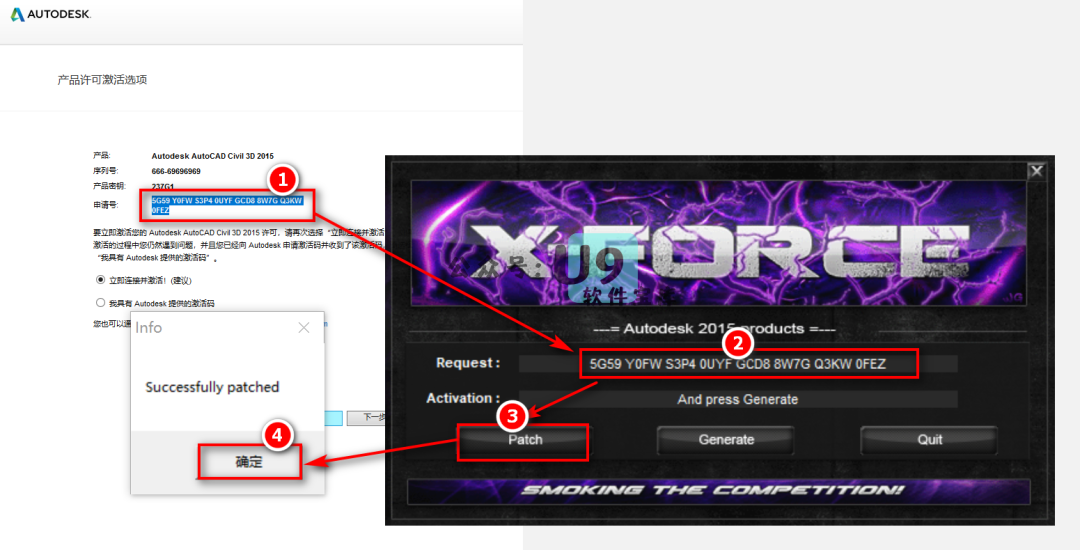 AUTODESK.
产品许可激活选项
产品: Autodesk AutoCAD Civil 3D 2015
序列号: 666-69696969
产品密钥: 237G1
申请号: 5G59 Y0FW S3P4 0UYF GCD8 8W7G Q3KW
0FEZ
要立即激活您的 Autodesk AutoCAD Civil 3D 2015 许可, 请再次选择 “立即连接并激活
激活的过程中您仍然遇到问题, 并且您已经向 Autodesk 申请激活码并收到了该激活码
“我具有 Autodesk 提供的激活码” 。
立即连接并激活! (建议)
我具有 Autodesk 提供的激活码
您也可以通
Info
Successfully patched
确定
下一步
1
2
3
4
X-FORCE
众号:
U9
软件
---= Autodesk 2015 products =---
Request :
5G59 Y0FW S3P4 0UYF GCD8 8W7G Q3KW 0FEZ
Activation :
And press Generate
Patch
Generate
Quit
SMOKING THE COMPETITION!